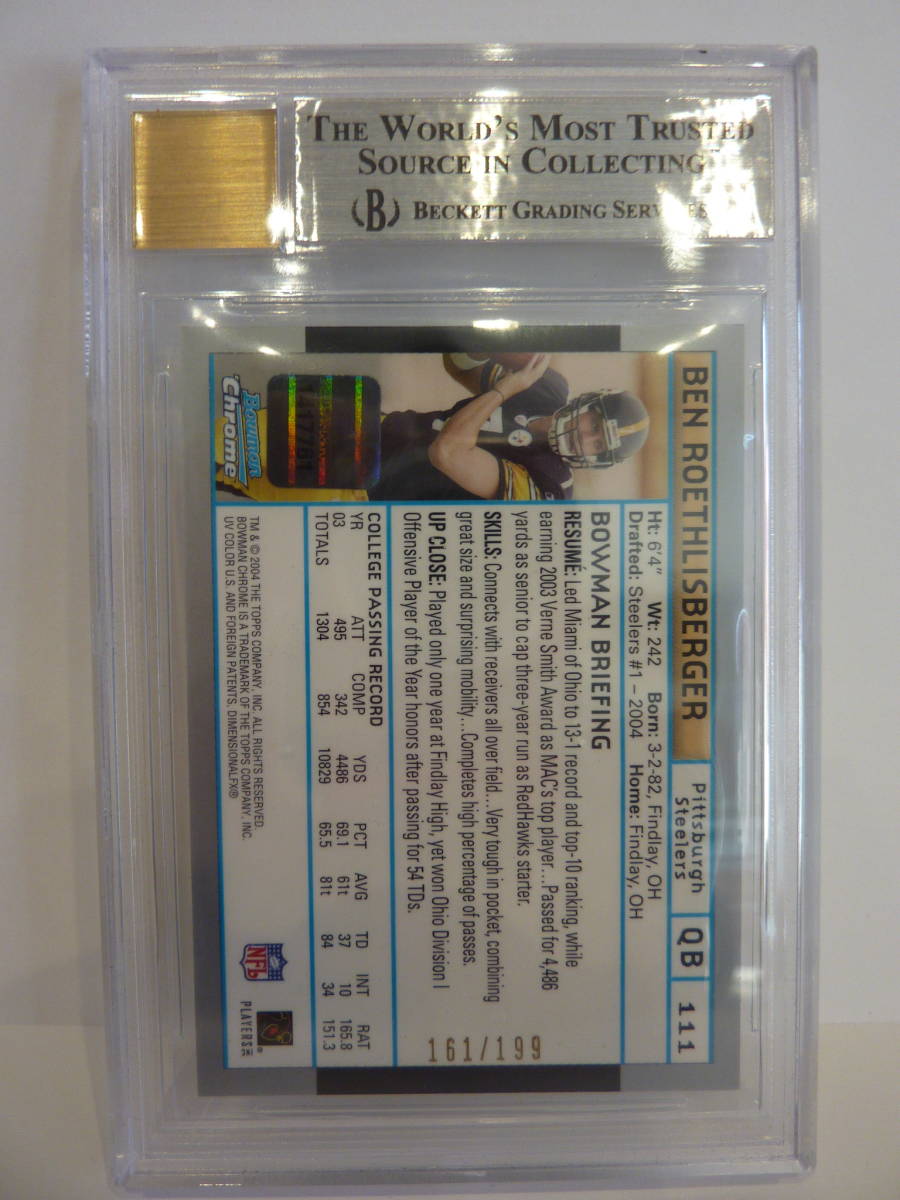 THE WORLD'S MOST TRUSTED
SOURCE IN COLLECTING™
(B) BECKETT GRADING SERVICES
BEN ROETHLISBERGER
Pittsburgh
Steelers
QB
111
Ht: 6'4" Wt: 242 Born: 3-2-82, Findlay, OH
Drafted: Steelers #1 – 2004 Home: Findlay, OH
BOWMAN BRIEFING
RESUMÉ: Led Miami of Ohio to 13-1 record and top-10 ranking, while
earning 2003 Verne Smith Award as MAC's top player...Passed for 4,486
yards as senior to cap three-year run as RedHawks starter.
SKILLS: Connects with receivers all over field...Very tough in pocket, combining
great size and surprising mobility...Completes high percentage of passes.
UP CLOSE: Played only one year at Findlay High, yet won Ohio Division I
Offensive Player of the Year honors after passing for 54 TDs.
161/199
COLLEGE PASSING RECORD
YR ATT COMP YDS PCT AVG TD INT RAT
03 495 342 4486 69.1 61t 37 10 165.8
TOTALS 1304 854 10829 65.5 81t 84 34 151.3
Bowman
Chrome
TM & © 2004 THE TOPPS COMPANY, INC. ALL RIGHTS RESERVED.
BOWMAN CHROME IS A TRADEMARK OF THE TOPPS COMPANY, INC.
UV COLOR U.S. AND FOREIGN PATENTS, DIMENSIONALFX®
NFL
PLAYERS INC